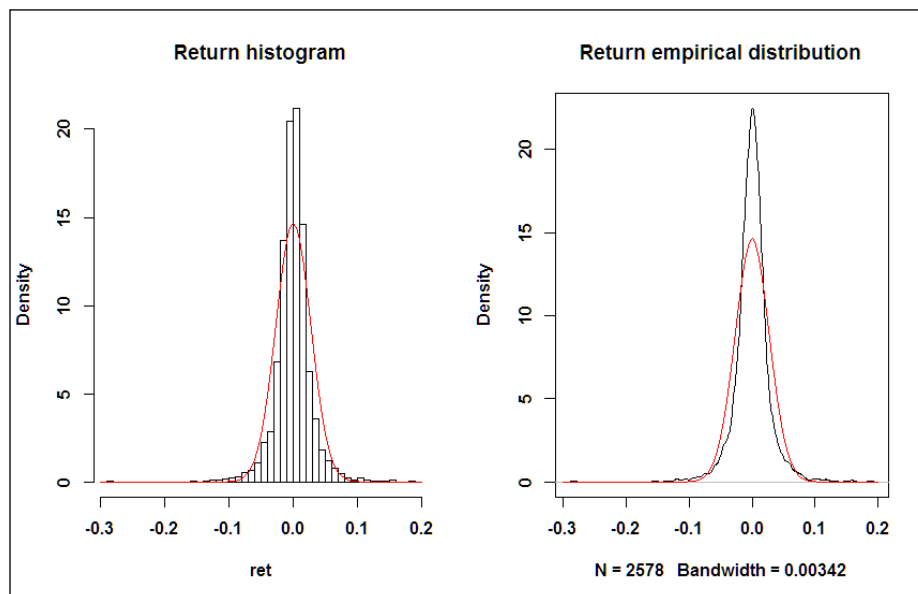 Return histogram
Density
20
15
10
5
0
-0.3 -0.2 -0.1 0.0 0.1 0.2
ret
Return empirical distribution
Density
20
15
10
5
0
-0.3 -0.2 -0.1 0.0 0.1 0.2
N = 2578 Bandwidth = 0.00342